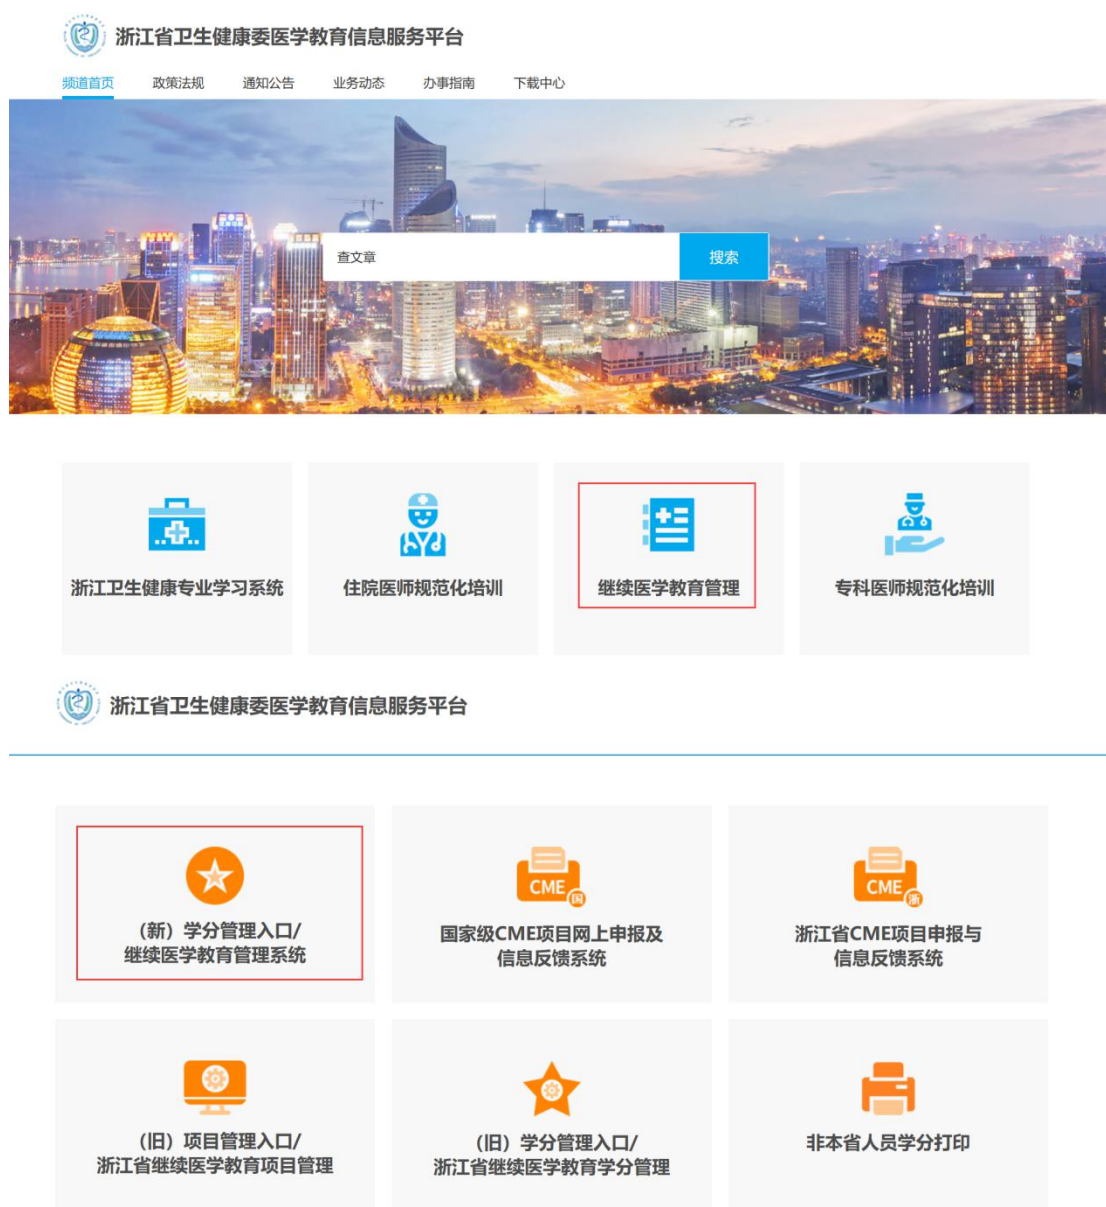 浙江省卫生健康委医学教育信息服务平台
频道首页 政策法规 通知公告 业务动态 办事指南 下载中心
查文章 搜索
浙江卫生健康专业学习系统 住院医师规范化培训 继续医学教育管理 专科医师规范化培训
浙江省卫生健康委医学教育信息服务平台
CME 国
CME 浙
（新）学分管理入口/
继续医学教育管理系统
国家级CME项目网上申报及
信息反馈系统
浙江省CME项目申报与
信息反馈系统
（旧）项目管理入口/
浙江省继续医学教育项目管理
（旧）学分管理入口/
浙江省继续医学教育学分管理
非本省人员学分打印